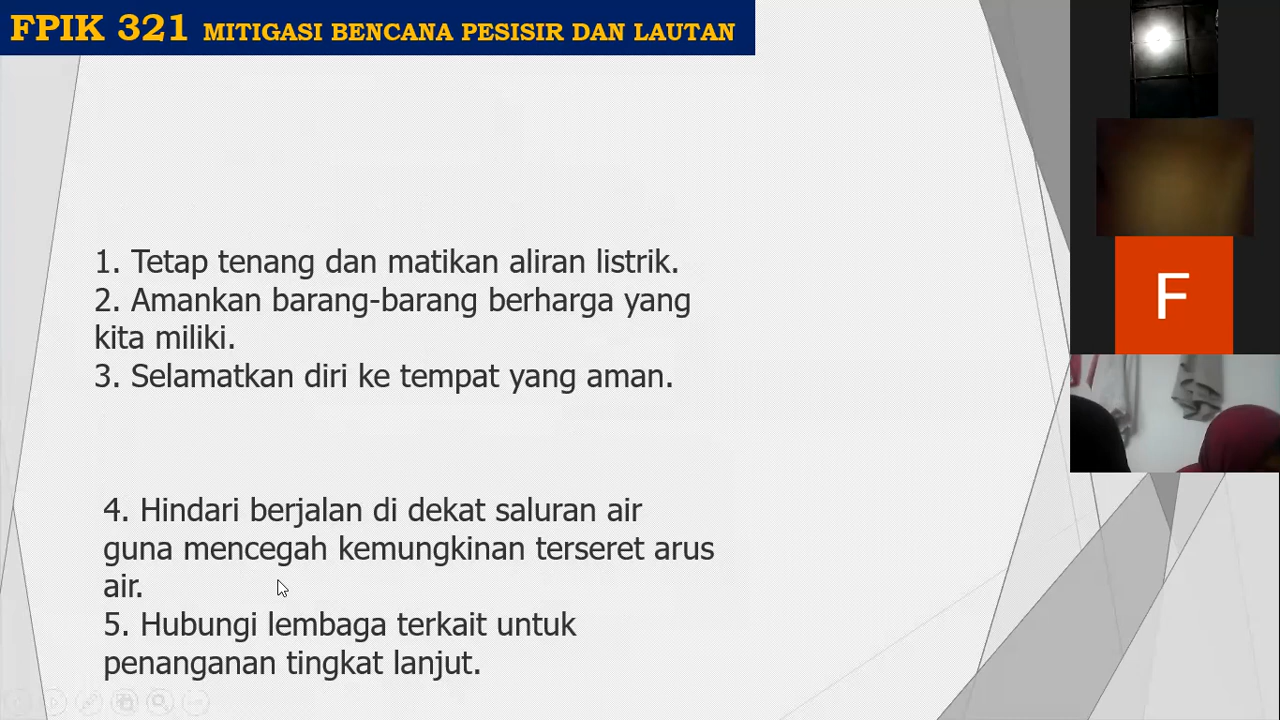 FPIK 321 MITIGASI BENCANA PESISIR DAN LAUTAN
1. Tetap tenang dan matikan aliran listrik.
2. Amankan barang-barang berharga yang
kita miliki.
3. Selamatkan diri ke tempat yang aman.
4. Hindari berjalan di dekat saluran air
guna mencegah kemungkinan terseret arus
air.
5. Hubungi lembaga terkait untuk
penanganan tingkat lanjut.
F